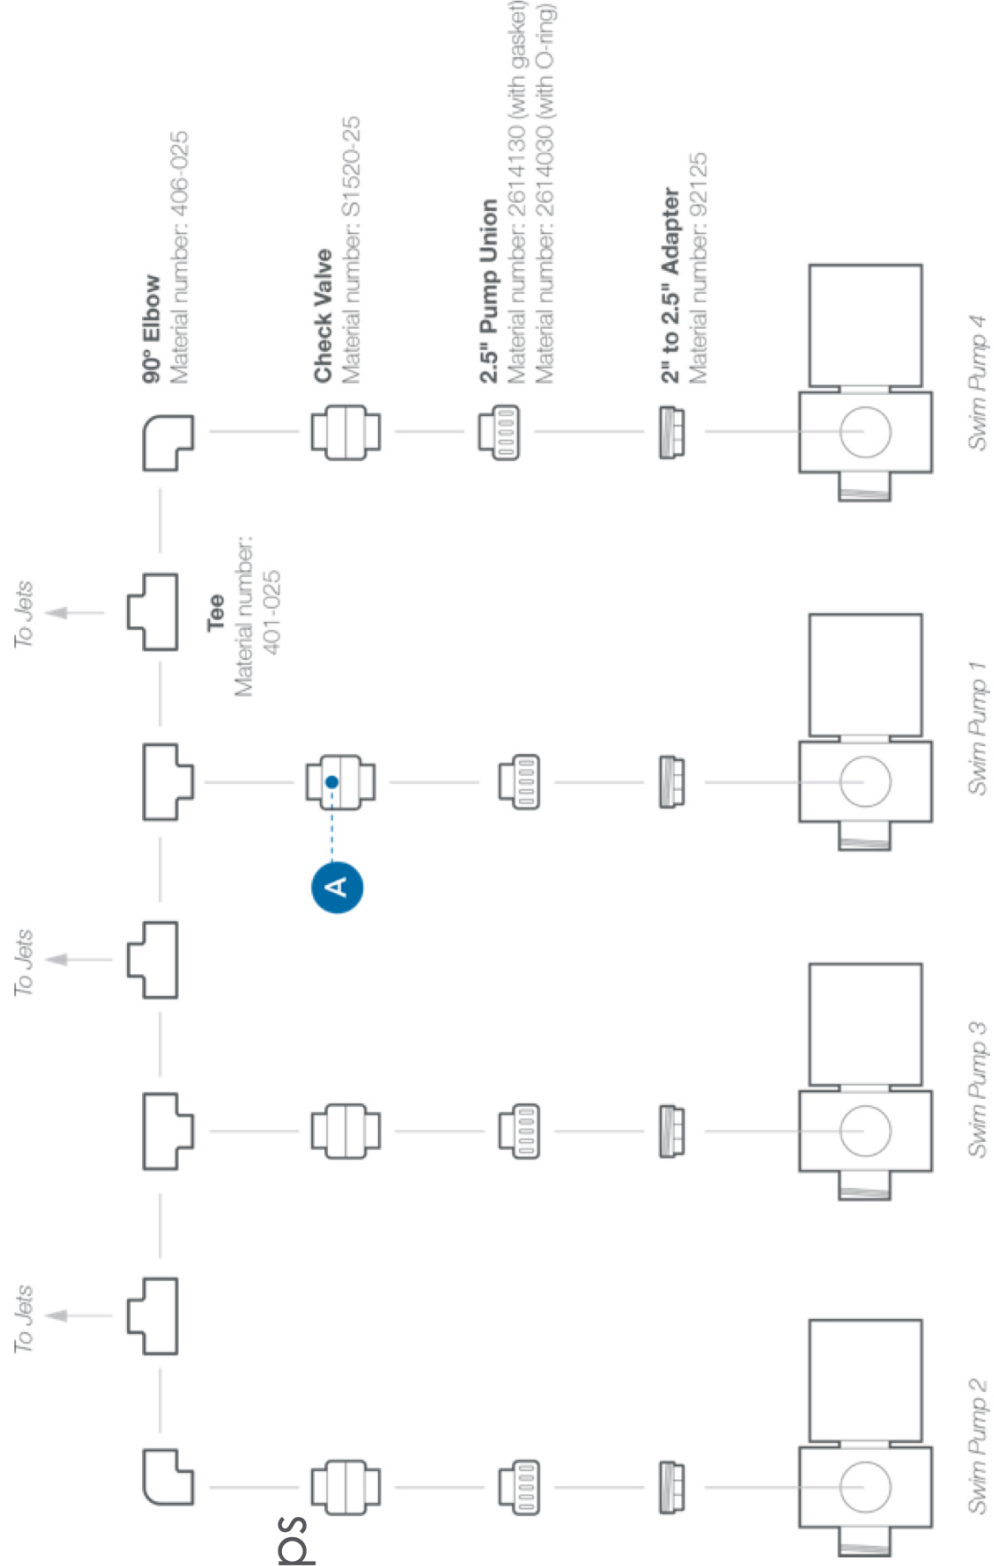 To Jets
To Jets
To Jets
90° Elbow
Material number: 406-025
Tee
Material number:
401-025
Check Valve
Material number: S1520-25
A
ps
2.5" Pump Union
Material number: 2614130 (with gasket)
Material number: 2614030 (with O-ring)
2" to 2.5" Adapter
Material number: 92125
Swim Pump 2
Swim Pump 3
Swim Pump 1
Swim Pump 4